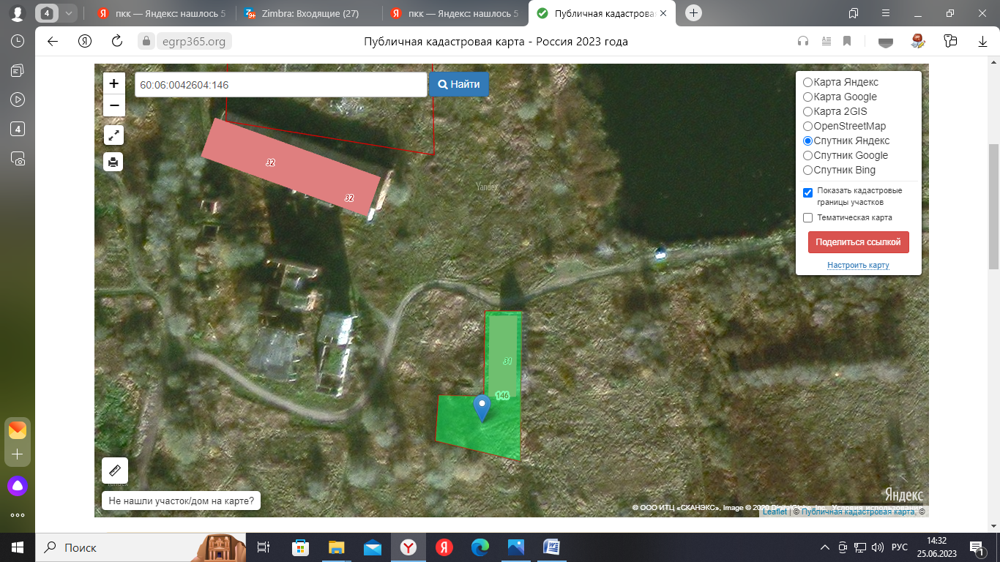 4
пкк — Яндекс: нашлось 5
Zimbra: Входящие (27)
пкк — Яндекс: нашлось 5
Публичная кадастрова
egrp365.org
Публичная кадастровая карта - Россия 2023 года
4
60:06:0042604:146
Найти
Карта Яндекс
Карта Google
Карта 2GIS
OpenStreetMap
Спутник Яндекс
Спутник Google
Спутник Bing
Показать кадастровые
границы участков
Тематическая карта
Поделиться ссылкой
Настроить карту
32
32
Yandex
31
146
Не нашли участок/дом на карте?
Яндекс
© ООО ИТЦ «СКАНЭКС», Image © 2020 DigitalGlobe, Inc., Условия использования
Leaflet | © Публичная кадастровая карта, ©
Поиск
РУС
14:32
25.06.2023
1